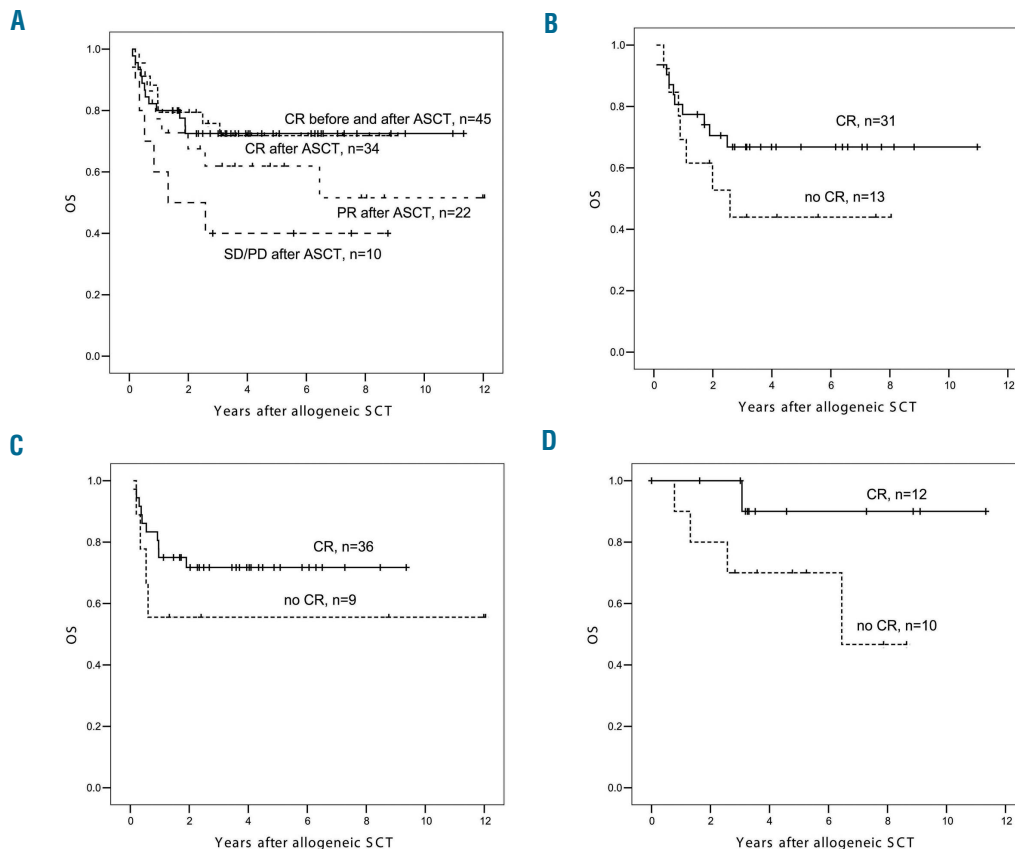 A
OS
1.0
0.8
0.6
0.4
0.2
0.0
CR before and after ASCT, n=45
CR after ASCT, n=34
PR after ASCT, n=22
SD/PD after ASCT, n=10
0 2 4 6 8 10 12
Years after allogeneic SCT
B
OS
1.0
0.8
0.6
0.4
0.2
0.0
CR, n=31
no CR, n=13
0 2 4 6 8 10 12
Years after allogeneic SCT
C
OS
1.0
0.8
0.6
0.4
0.2
0.0
CR, n=36
no CR, n=9
0 2 4 6 8 10 12
Years after allogeneic SCT
D
OS
1.0
0.8
0.6
0.4
0.2
0.0
CR, n=12
no CR, n=10
0 2 4 6 8 10 12
Years after allogeneic SCT